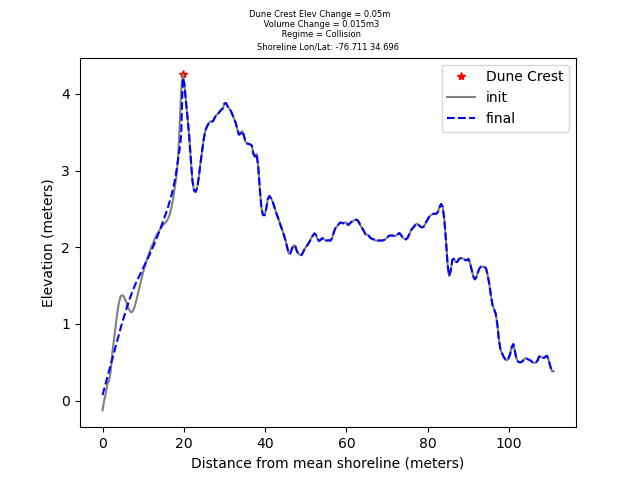 Dune Crest Elev Change = 0.05m
Volume Change = 0.015m3
Regime = Collision
Shoreline Lon/Lat: -76.711 34.696
Dune Crest
init
final
Elevation (meters)
4
3
2
1
0
0 20 40 60 80 100
Distance from mean shoreline (meters)